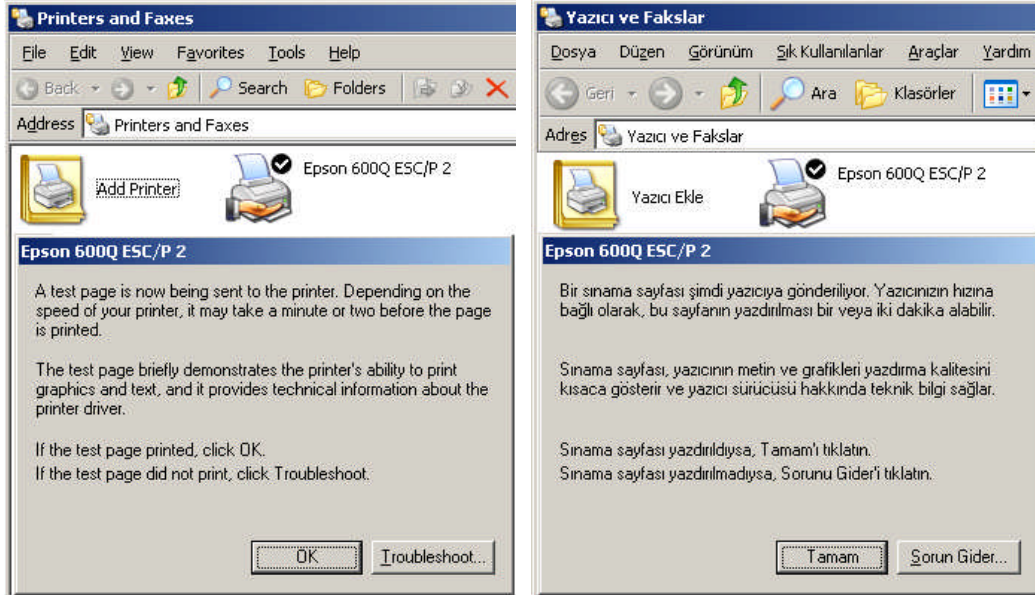 Printers and Faxes
File Edit View Favorites Tools Help
Back Search Folders
Address Printers and Faxes
Add Printer
Epson 600Q ESC/P 2
Epson 600Q ESC/P 2
A test page is now being sent to the printer. Depending on the
speed of your printer, it may take a minute or two before the page
is printed.
The test page briefly demonstrates the printer's ability to print
graphics and text, and it provides technical information about the
printer driver.
If the test page printed, click OK.
If the test page did not print, click Troubleshoot.
OK Troubleshoot...
Yazıcı ve Fakslar
Dosya Düzen Görünüm Sık Kullanılanlar Araçlar Yardım
Geri Ara Klasörler
Adres Yazıcı ve Fakslar
Yazıcı Ekle
Epson 600Q ESC/P 2
Epson 600Q ESC/P 2
Bir sınama sayfası şimdi yazıcıya gönderiliyor. Yazıcınızın hızına
bağlı olarak, bu sayfanın yazdırılması bir veya iki dakika alabilir.
Sınama sayfası, yazıcının metin ve grafikleri yazdırma kalitesini
kısaca gösterir ve yazıcı sürücüsü hakkında teknik bilgi sağlar.
Sınama sayfası yazdırıldıysa, Tamam'ı tıklatın.
Sınama sayfası yazdırılmadıysa, Sorunu Gider'i tıklatın.
Tamam Sorun Gider...